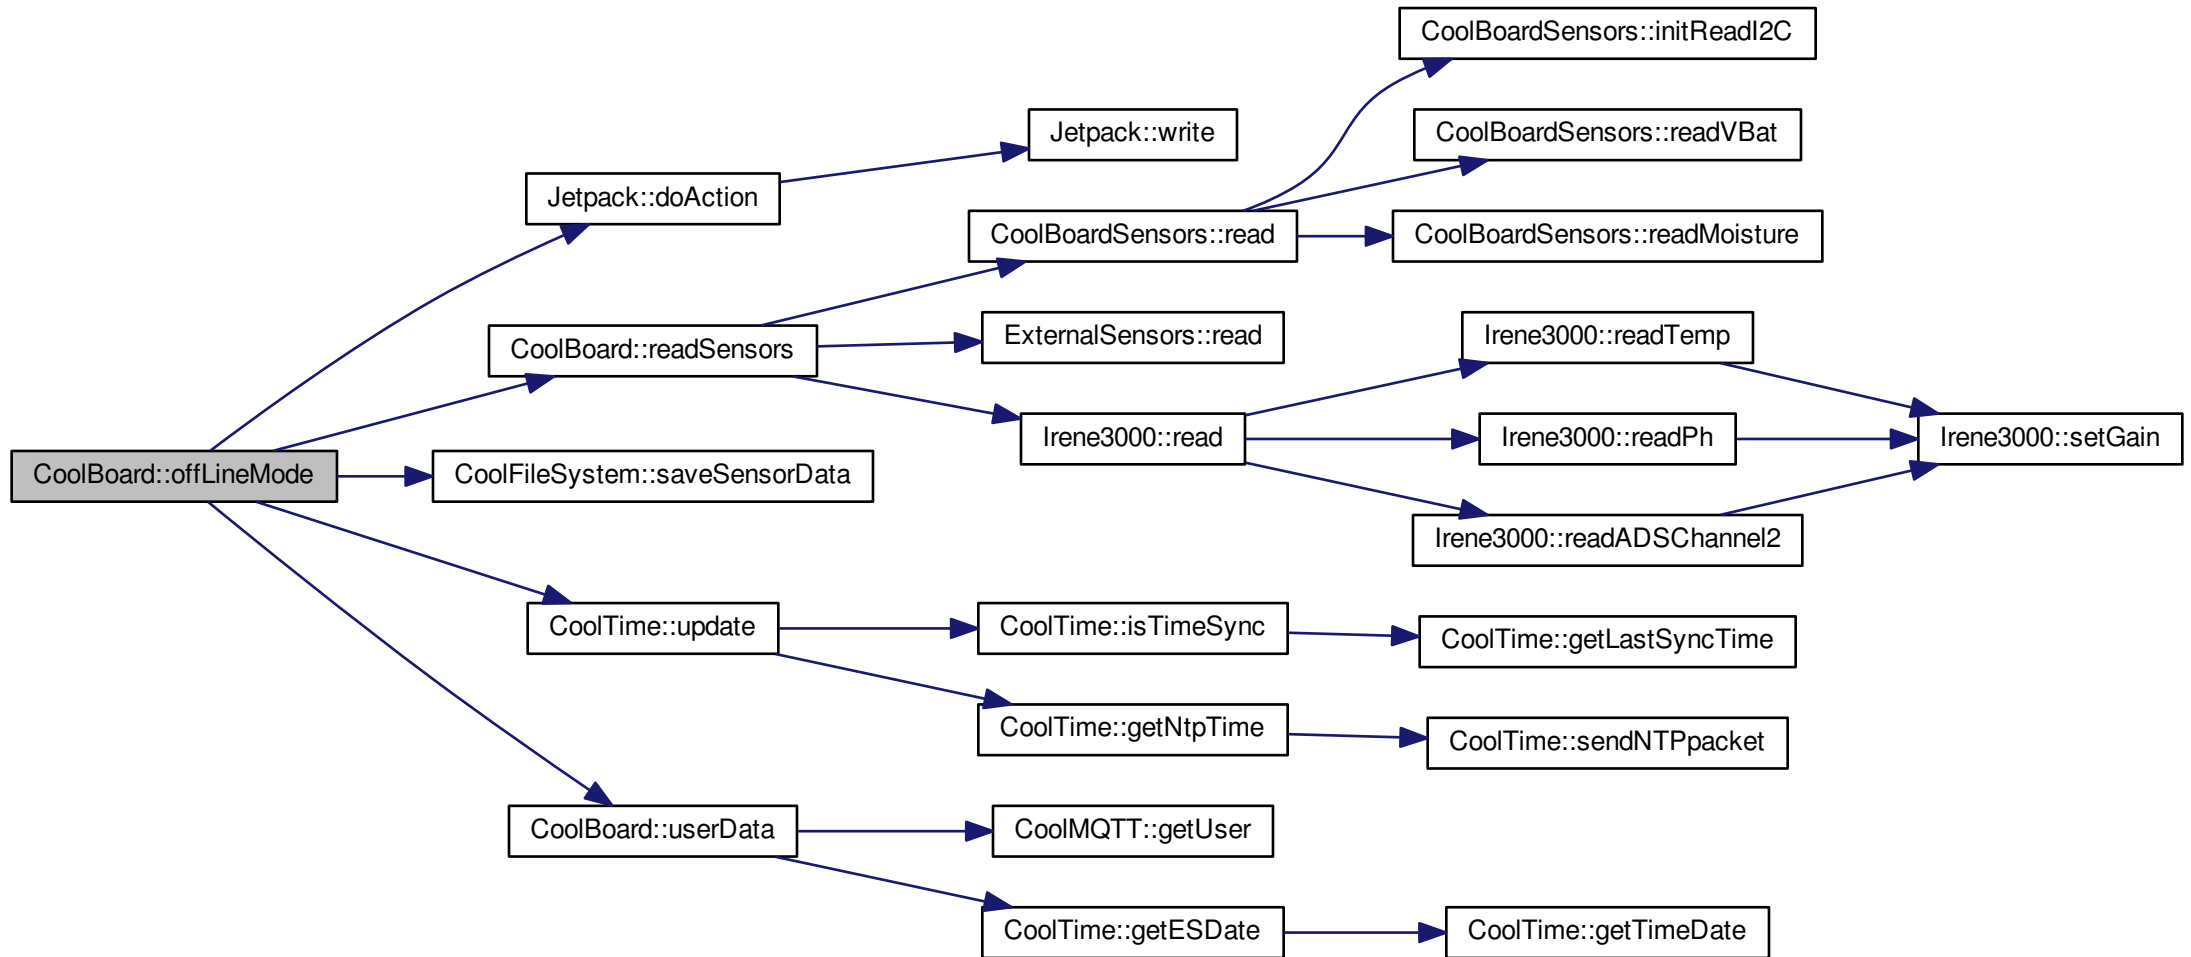 CoolBoardSensors::initReadI2C
Jetpack::write
CoolBoardSensors::readVBat
Jetpack::doAction
CoolBoardSensors::read
CoolBoardSensors::readMoisture
CoolBoard::readSensors
ExternalSensors::read
Irene3000::readTemp
CoolBoard::offLineMode
CoolFileSystem::saveSensorData
Irene3000::read
Irene3000::readPh
Irene3000::setGain
Irene3000::readADSChannel2
CoolTime::update
CoolTime::isTimeSync
CoolTime::getLastSyncTime
CoolTime::getNtpTime
CoolTime::sendNTPpacket
CoolBoard::userData
CoolMQTT::getUser
CoolTime::getESDate
CoolTime::getTimeDate